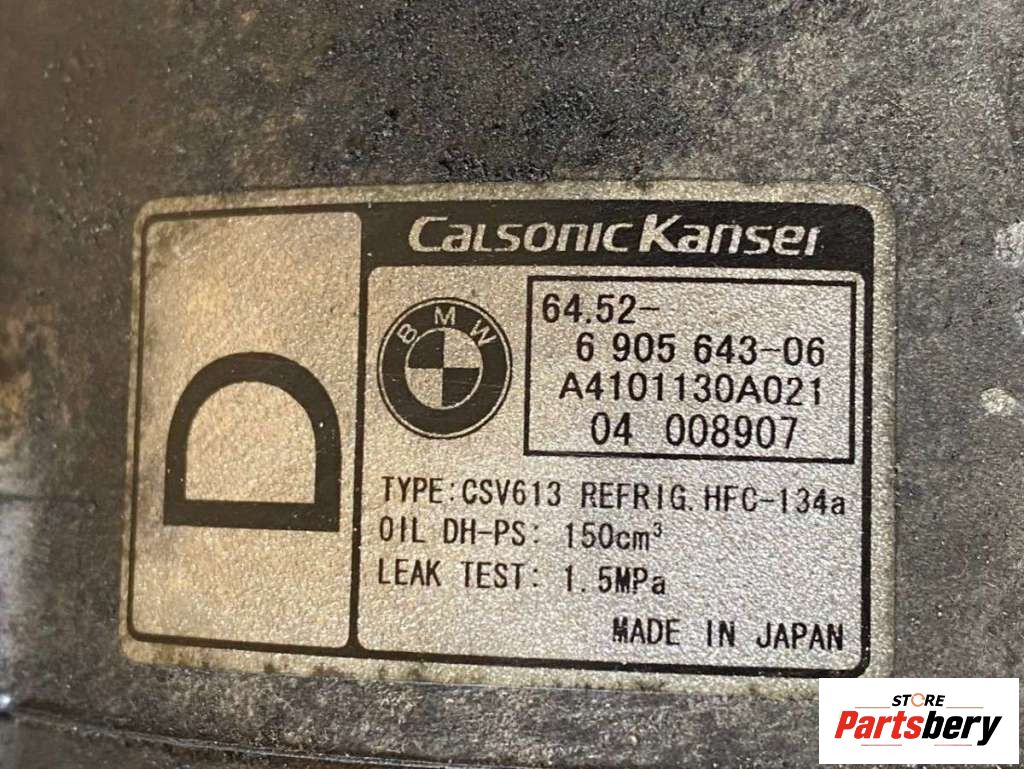 CALSONIC KANSEI
D
BMW
64.52-
6 905 643-06
A4101130A021
04 008907
TYPE:CSV613 REFRIG.HFC-134a
OIL DH-PS: 150cm³
LEAK TEST: 1.5MPa
MADE IN JAPAN
STORE
Partsbery